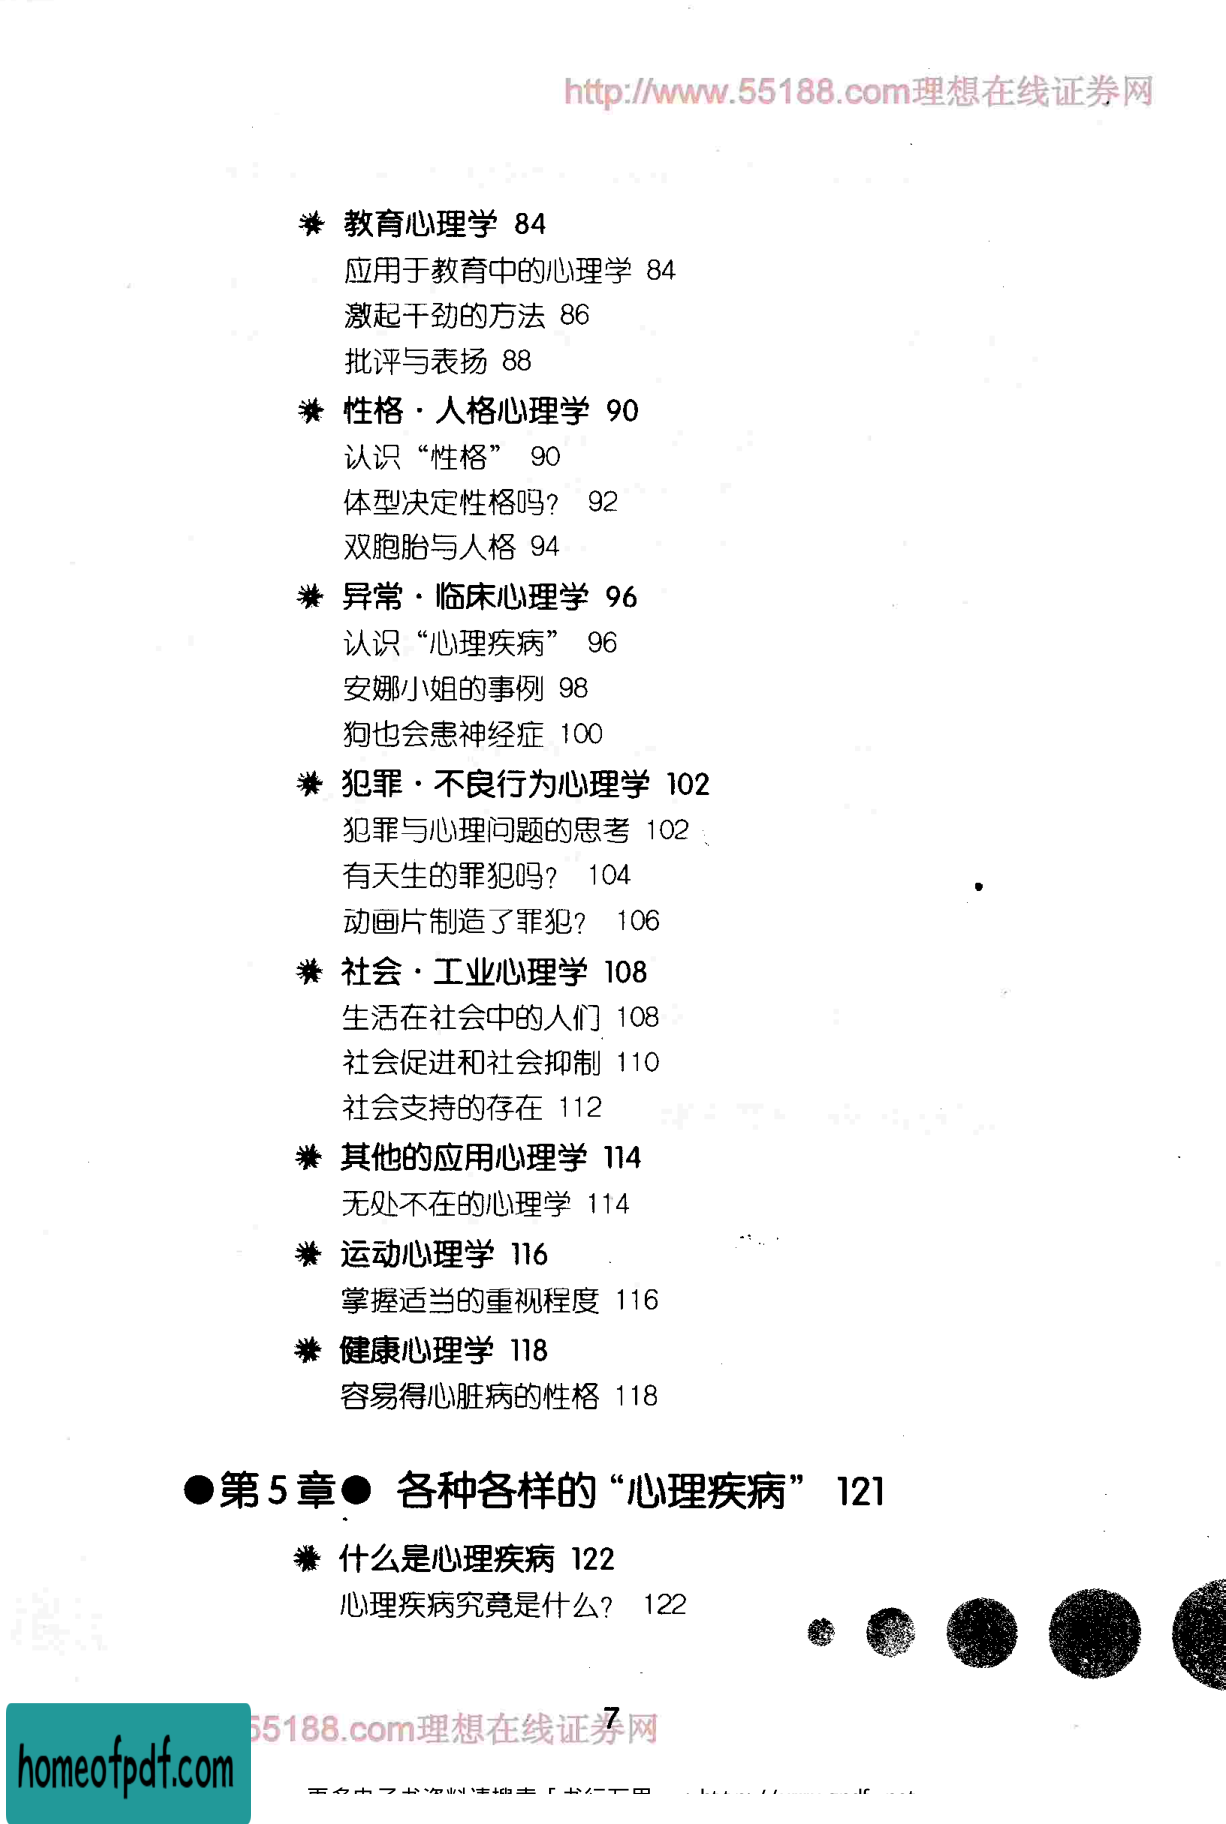 http://www.55188.com理想在线证券网
教育心理学 84
应用于教育中的心理学 84
激起干劲的方法 86
批评与表扬 88
性格·人格心理学 90
认识“性格” 90
体型决定性格吗？ 92
双胞胎与人格 94
异常·临床心理学 96
认识“心理疾病” 96
安娜小姐的事例 98
狗也会患神经症 100
犯罪·不良行为心理学 102
犯罪与心理问题的思考 102
有天生的罪犯吗？ 104
动画片制造了罪犯？ 106
社会·工业心理学 108
生活在社会中的人们 108
社会促进和社会抑制 110
社会支持的存在 112
其他的应用心理学 114
无处不在的心理学 114
运动心理学 116
掌握适当的重视程度 116
健康心理学 118
容易得心脏病的性格 118
●第5章● 各种各样的“心理疾病” 121
什么是心理疾病 122
心理疾病究竟是什么？ 122
7
55188.com理想在线证券网
homeofpdf.com